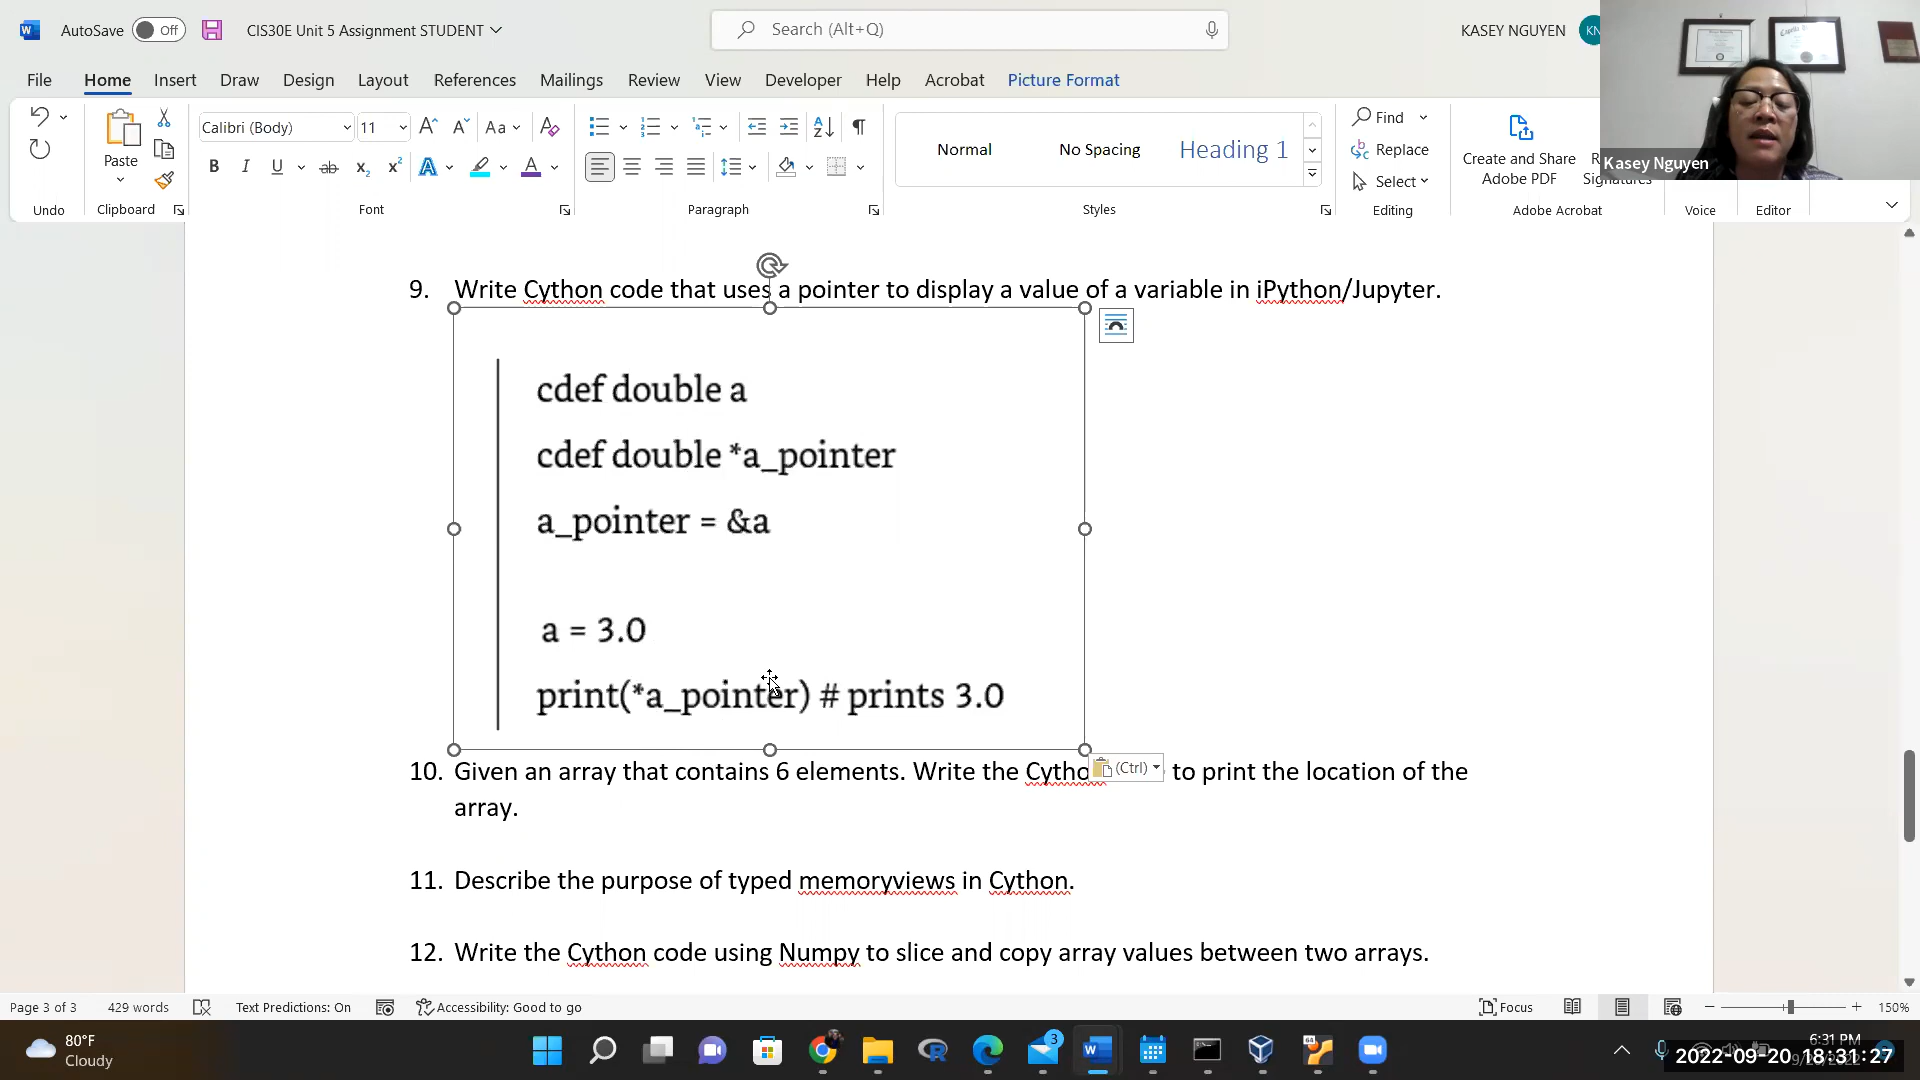 AutoSave Off CIS30E Unit 5 Assignment STUDENT Search (Alt+Q) KASEY NGUYEN KN
File Home Insert Draw Design Layout References Mailings Review View Developer Help Acrobat Picture Format
Calibri (Body) 11 A A Aa A
Paste
B I U ab x2 x2 A A
Normal No Spacing Heading 1
Find
Replace
Select
Create and Share
Adobe PDF
Signatures
Kasey Nguyen
Undo Clipboard Font Paragraph Styles Editing Adobe Acrobat Voice Editor
9. Write Cython code that uses a pointer to display a value of a variable in iPython/Jupyter.
cdef double a
cdef double *a_pointer
a_pointer = &a
a = 3.0
print(*a_pointer) # prints 3.0
(Ctrl)
10. Given an array that contains 6 elements. Write the Cytho to print the location of the
array.
11. Describe the purpose of typed memoryviews in Cython.
12. Write the Cython code using Numpy to slice and copy array values between two arrays.
Page 3 of 3 429 words Text Predictions: On Accessibility: Good to go Focus 150%
80°F
Cloudy
3
64
6:31 PM
2022-09-20 18:31:27